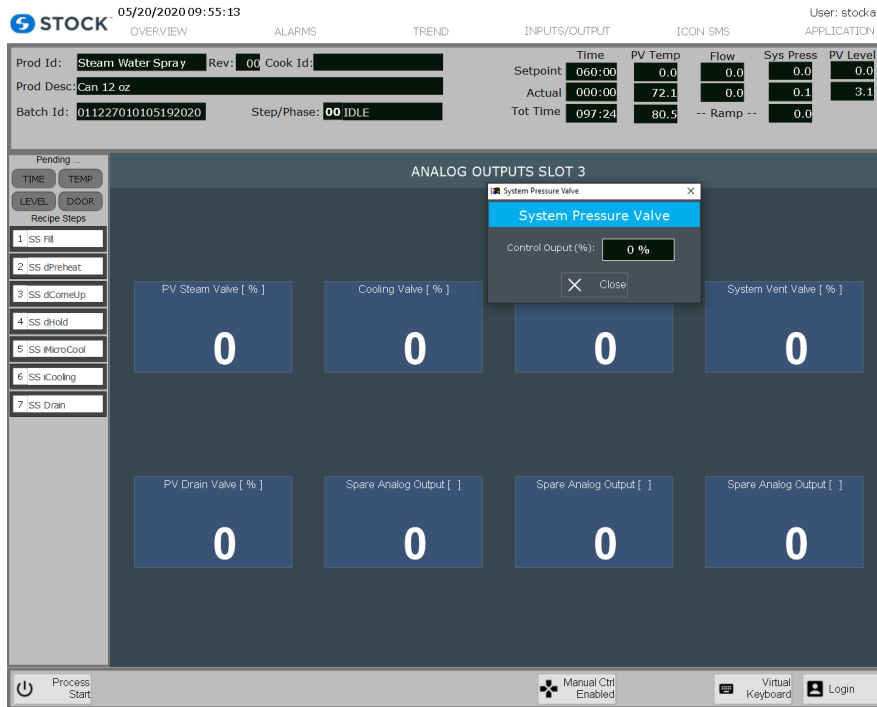 STOCK
05/20/2020 09:55:13
User: stocka
OVERVIEW ALARMS TREND INPUTS/OUTPUT ICON SMS APPLICATION
Time PV Temp Flow Sys Press PV Level
Prod Id: Steam Water Spray Rev: 00 Cook Id: Setpoint 060:00 0.0 0.0 0.0 0.0
Prod Desc: Can 12 oz Actual 000:00 72.1 0.0 0.1 3.1
Batch Id: 011227010105192020 Step/Phase: 00 IDLE Tot Time 097:24 80.5 -- Ramp -- 0.0
Pending ...
TIME TEMP
LEVEL DOOR
Recipe Steps
1 SS Fill
2 SS dPreheat
3 SS dComeUp
4 SS dHold
5 SS iMicroCool
6 SS iCooling
7 SS Drain
ANALOG OUTPUTS SLOT 3
System Pressure Valve
System Pressure Valve
Control Ouput (%): 0 %
Close
PV Steam Valve [ % ] Cooling Valve [ % ] System Vent Valve [ % ]
0 0 0 0
PV Drain Valve [ % ] Spare Analog Output [ ] Spare Analog Output [ ] Spare Analog Output [ ]
0 0 0 0
Process Start
Manual Ctrl Enabled
Virtual Keyboard
Login